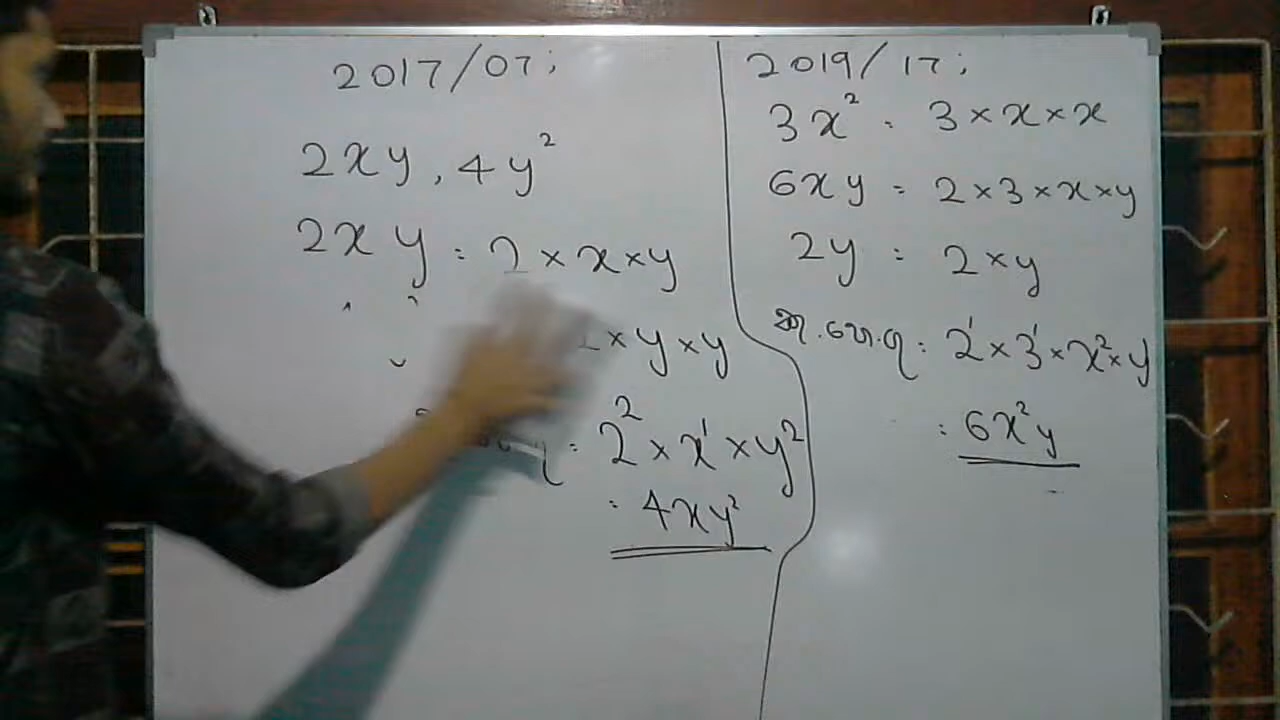 2017/07;
2xy, 4y²
2xy = 2 × x × y
× y × y
= 2² × x¹ × y²
= 4xy²
2019/17;
3x² = 3 × x × x
6xy = 2 × 3 × x × y
2y = 2 × y
කු.පො.ගු = 2¹ × 3¹ × x² × y
= 6x²y